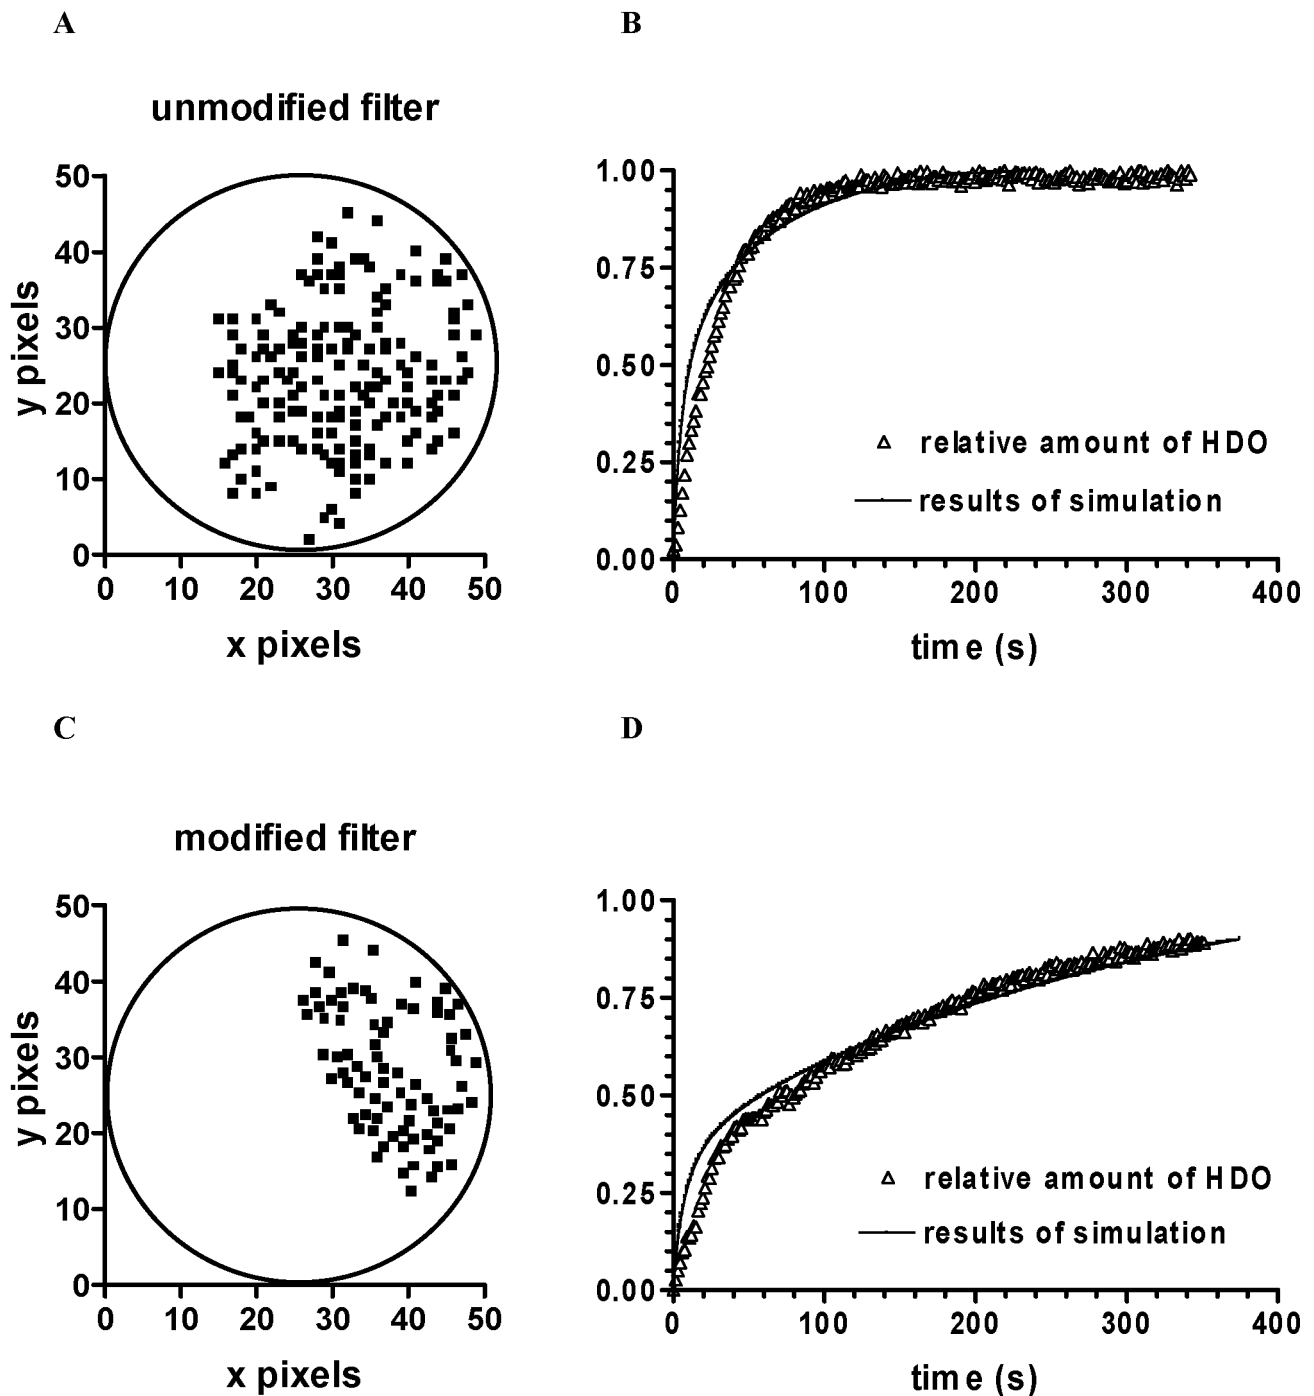 A
B
unmodified filter
50
40
30
20
10
0
0 10 20 30 40 50
y pixels
x pixels
1.00
0.75
0.50
0.25
0.00
0 100 200 300 400
relative amount of HDO
results of simulation
time (s)
C
D
modified filter
50
40
30
20
10
0
0 10 20 30 40 50
y pixels
x pixels
1.00
0.75
0.50
0.25
0.00
0 100 200 300 400
relative amount of HDO
results of simulation
time (s)